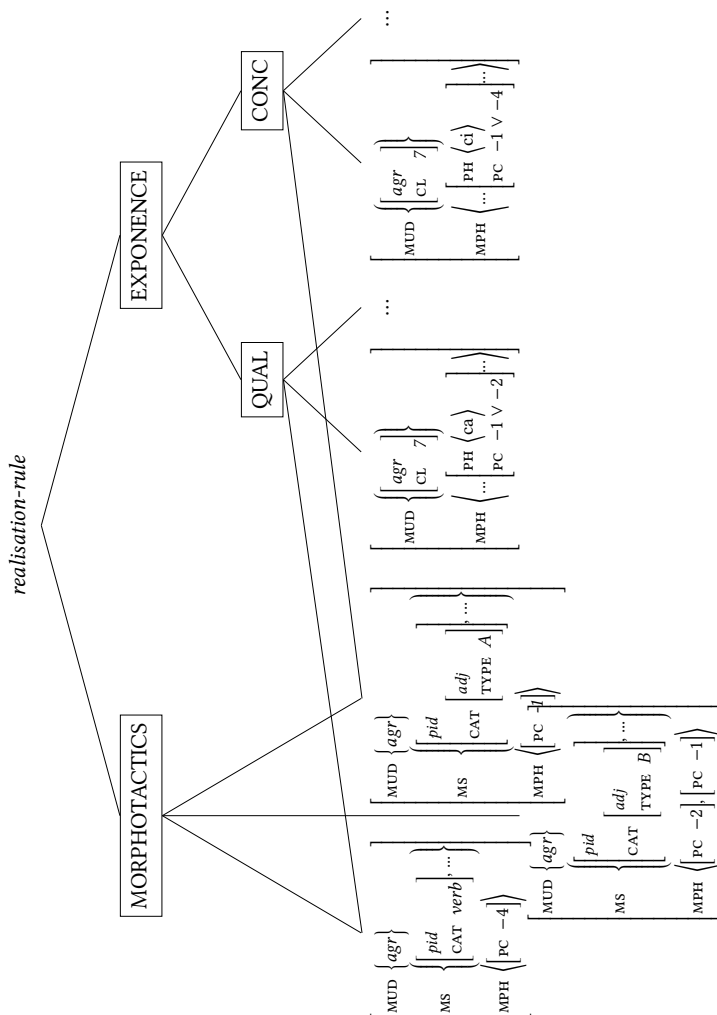 realisation-rule
MORPHOTACTICS
EXPONENCE
QUAL
CONC
MUD {agr}
MS {[pid
CAT verb], ...}
MPH ⟨[PC −4]⟩
MUD {agr}
MS {[pid
CAT [adj
TYPE A]], ...}
MPH ⟨[PC −1]⟩
MUD {agr}
MS {[pid
CAT [adj
TYPE B]], ...}
MPH ⟨[PC −2], [PC −1]⟩
MUD {[agr
CL 7]}
MPH ⟨... [PH ⟨ca⟩
PC −1 ∨ −2] ...⟩
...
MUD {[agr
CL 7]}
MPH ⟨... [PH ⟨ci⟩
PC −1 ∨ −4] ...⟩
...